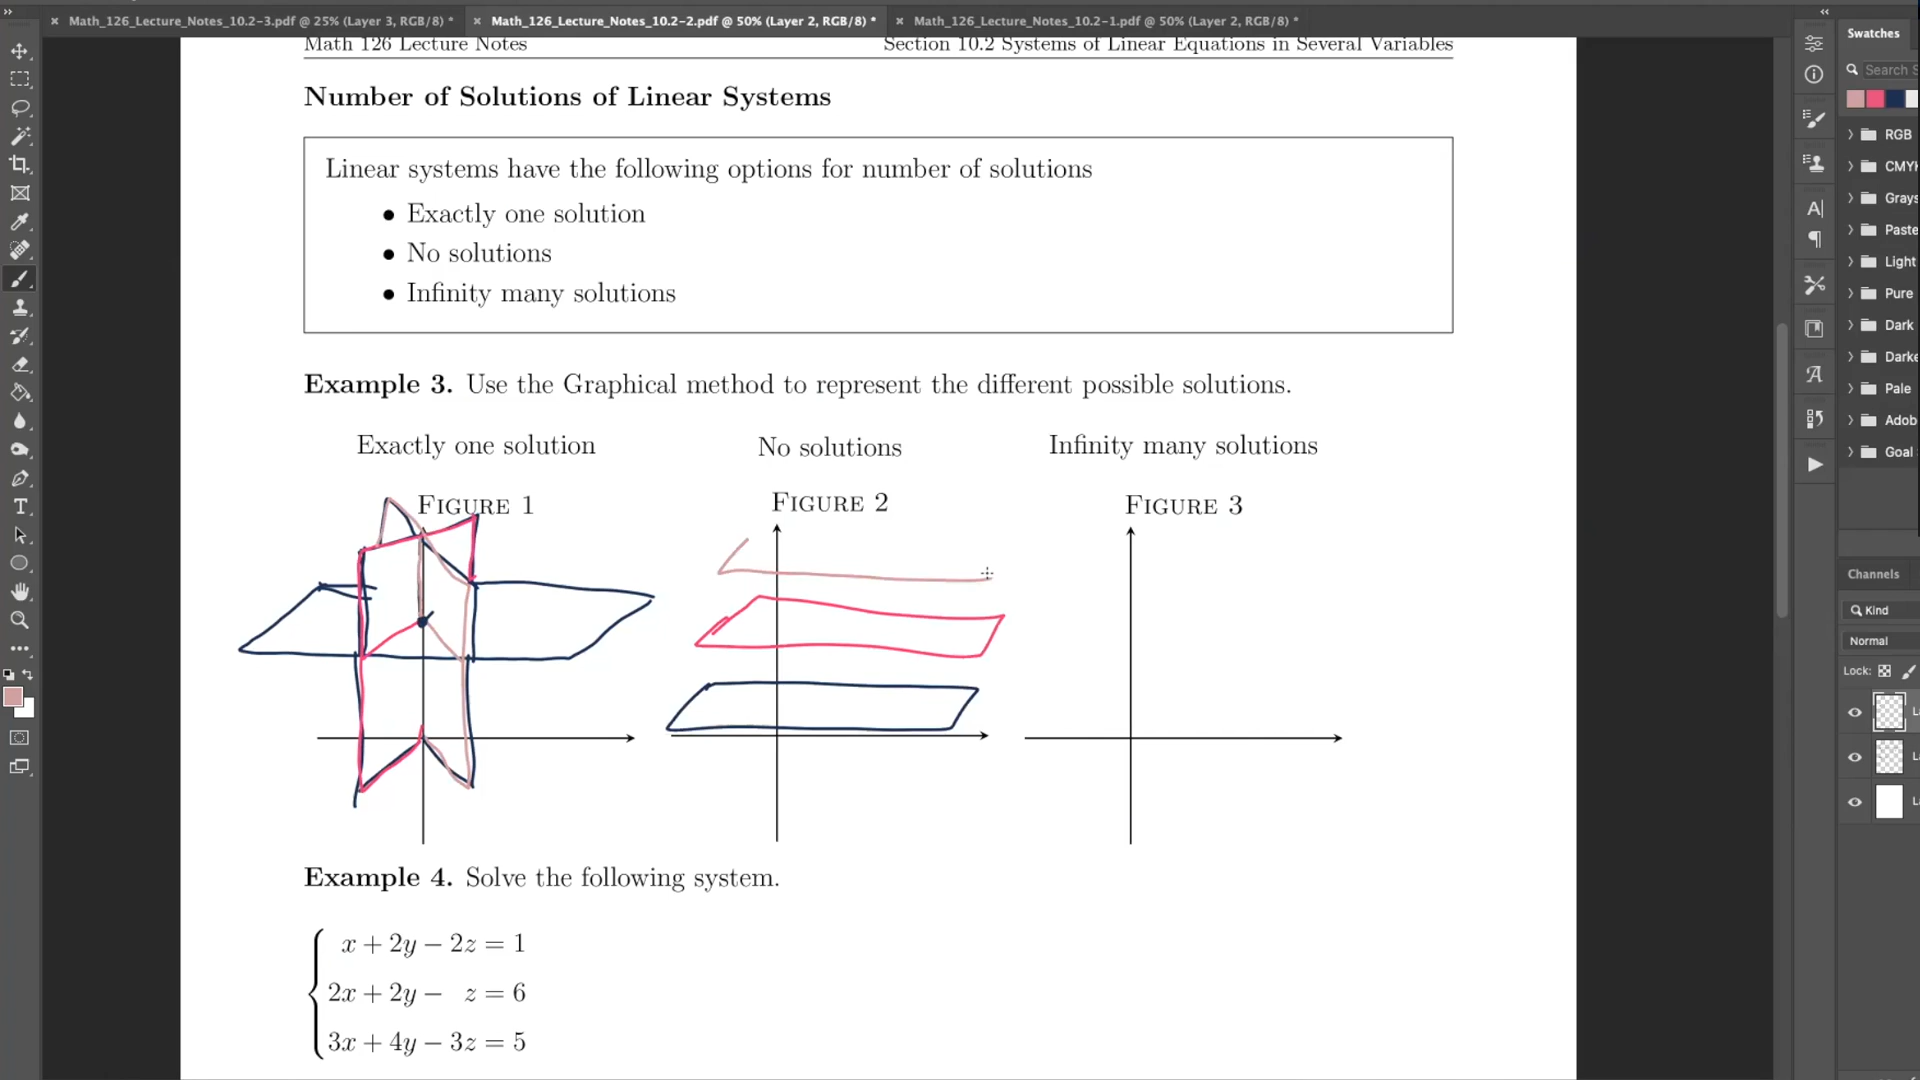 Math_126_Lecture_Notes_10.2-3.pdf @ 25% (Layer 3, RGB/8) *
Math_126_Lecture_Notes_10.2-2.pdf @ 50% (Layer 2, RGB/8) *
Math_126_Lecture_Notes_10.2-1.pdf @ 50% (Layer 2, RGB/8) *
Math 126 Lecture Notes Section 10.2 Systems of Linear Equations in Several Variables
Number of Solutions of Linear Systems
Linear systems have the following options for number of solutions
• Exactly one solution
• No solutions
• Infinity many solutions
Example 3. Use the Graphical method to represent the different possible solutions.
Exactly one solution No solutions Infinity many solutions
FIGURE 1 FIGURE 2 FIGURE 3
Example 4. Solve the following system.
x + 2y − 2z = 1
2x + 2y − z = 6
3x + 4y − 3z = 5
Swatches
Search S
RGB
CMYK
Grays
Paste
Light
Pure
Dark
Darke
Pale
Adob
Goal
Channels
Kind
Normal
Lock: